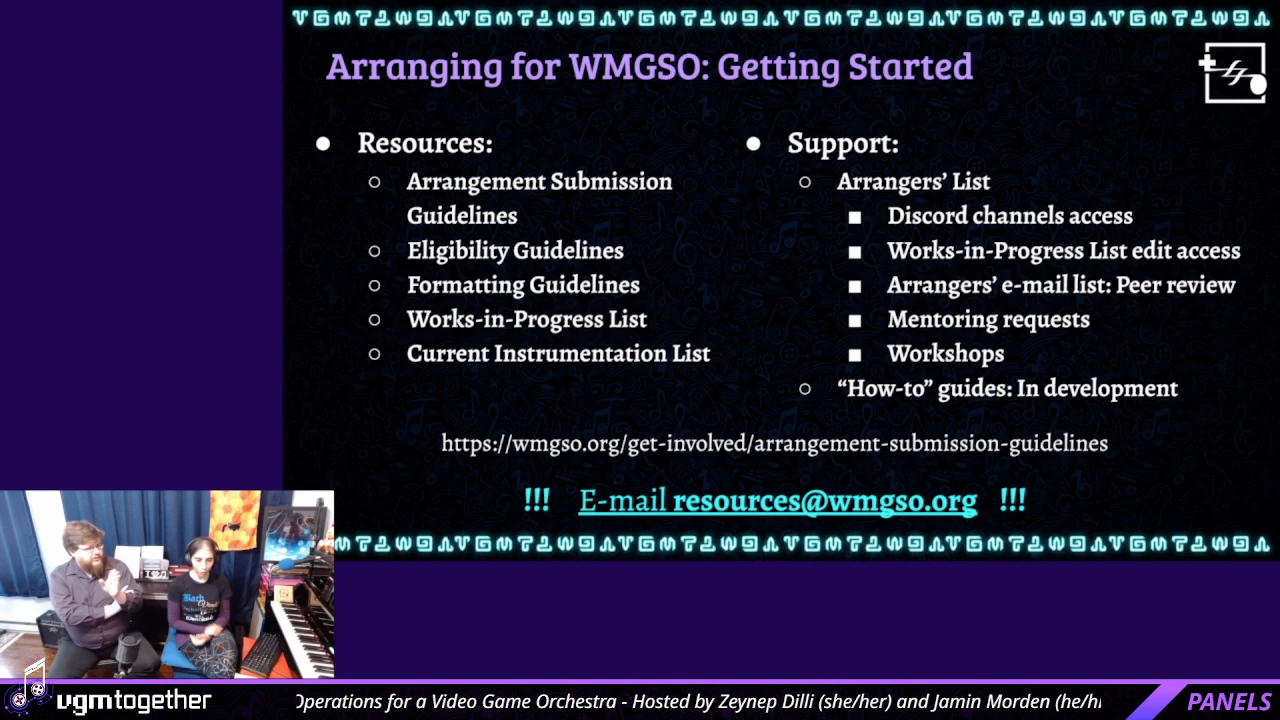 Arranging for WMGSO: Getting Started
● Resources:
○ Arrangement Submission
Guidelines
○ Eligibility Guidelines
○ Formatting Guidelines
○ Works-in-Progress List
○ Current Instrumentation List
● Support:
○ Arrangers’ List
■ Discord channels access
■ Works-in-Progress List edit access
■ Arrangers’ e-mail list: Peer review
■ Mentoring requests
■ Workshops
○ “How-to” guides: In development
https://wmgso.org/get-involved/arrangement-submission-guidelines
!!! E-mail resources@wmgso.org !!!
Bach
vgmtogether
Operations for a Video Game Orchestra - Hosted by Zeynep Dilli (she/her) and Jamin Morden (he/hi
PANELS